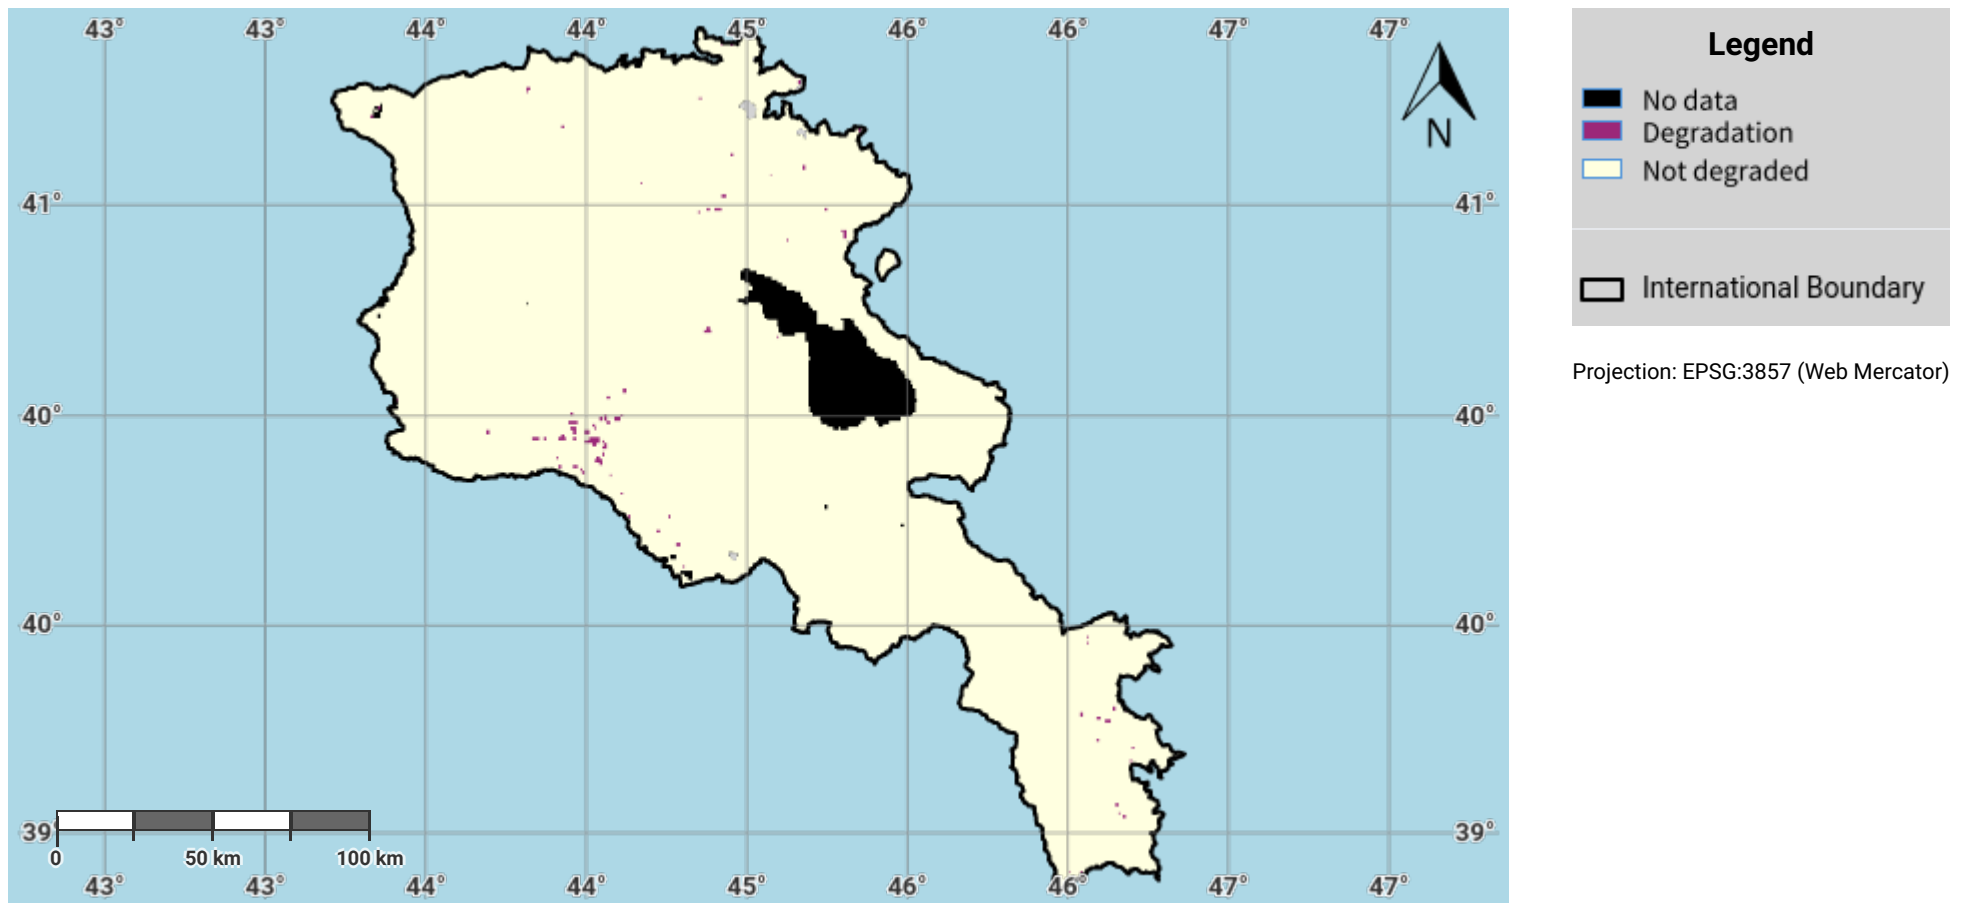 43° 43° 44° 44° 45° 46° 46° 47° 47°
41° 41°
40° 40°
40° 40°
39° 39°
0 50 km 100 km
43° 43° 44° 44° 45° 46° 46° 47° 47°
N
Legend
No data
Degradation
Not degraded
International Boundary
Projection: EPSG:3857 (Web Mercator)